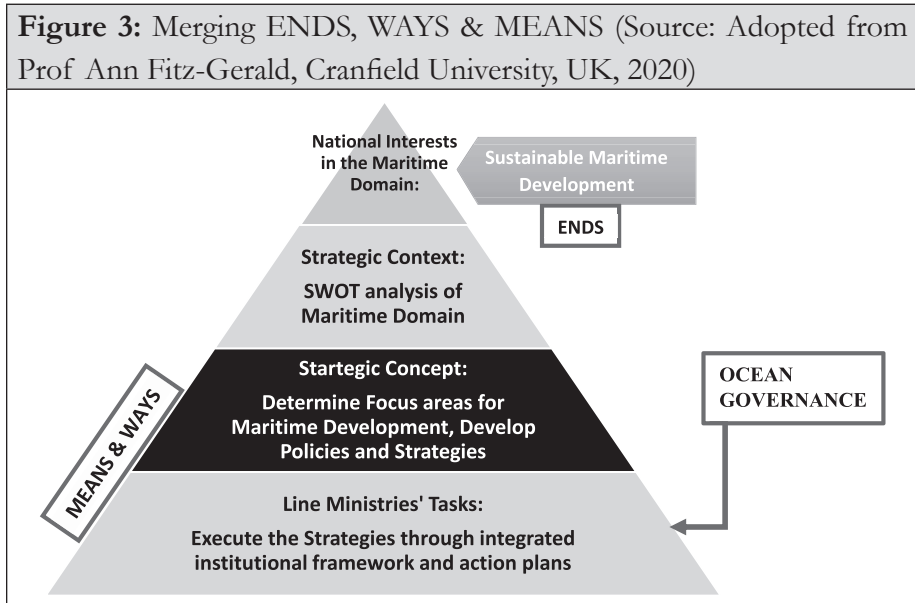 Figure 3: Merging ENDS, WAYS & MEANS (Source: Adopted from
Prof Ann Fitz-Gerald, Cranfield University, UK, 2020)
National Interests
in the Maritime
Domain:
Sustainable Maritime
Development
ENDS
Strategic Context:
SWOT analysis of
Maritime Domain
Startegic Concept:
Determine Focus areas for
Maritime Development, Develop
Policies and Strategies
MEANS & WAYS
OCEAN
GOVERNANCE
Line Ministries' Tasks:
Execute the Strategies through integrated
institutional framework and action plans